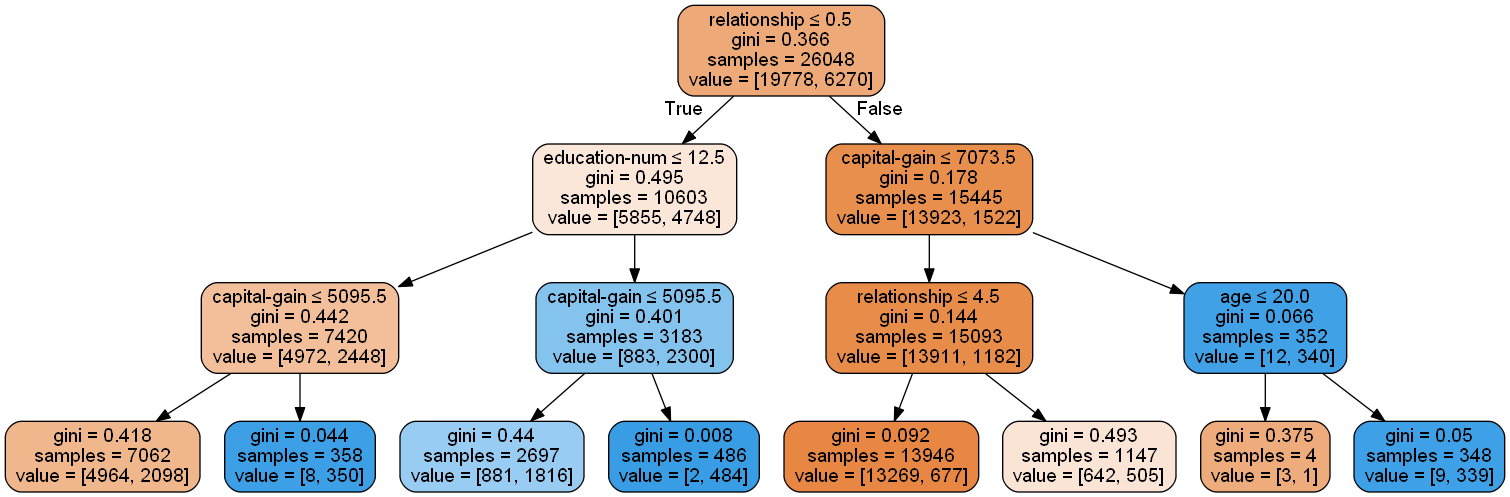 relationship ≤ 0.5
gini = 0.366
samples = 26048
value = [19778, 6270]
True
False
education-num ≤ 12.5
gini = 0.495
samples = 10603
value = [5855, 4748]
capital-gain ≤ 7073.5
gini = 0.178
samples = 15445
value = [13923, 1522]
capital-gain ≤ 5095.5
gini = 0.442
samples = 7420
value = [4972, 2448]
capital-gain ≤ 5095.5
gini = 0.401
samples = 3183
value = [883, 2300]
relationship ≤ 4.5
gini = 0.144
samples = 15093
value = [13911, 1182]
age ≤ 20.0
gini = 0.066
samples = 352
value = [12, 340]
gini = 0.418
samples = 7062
value = [4964, 2098]
gini = 0.044
samples = 358
value = [8, 350]
gini = 0.44
samples = 2697
value = [881, 1816]
gini = 0.008
samples = 486
value = [2, 484]
gini = 0.092
samples = 13946
value = [13269, 677]
gini = 0.493
samples = 1147
value = [642, 505]
gini = 0.375
samples = 4
value = [3, 1]
gini = 0.05
samples = 348
value = [9, 339]